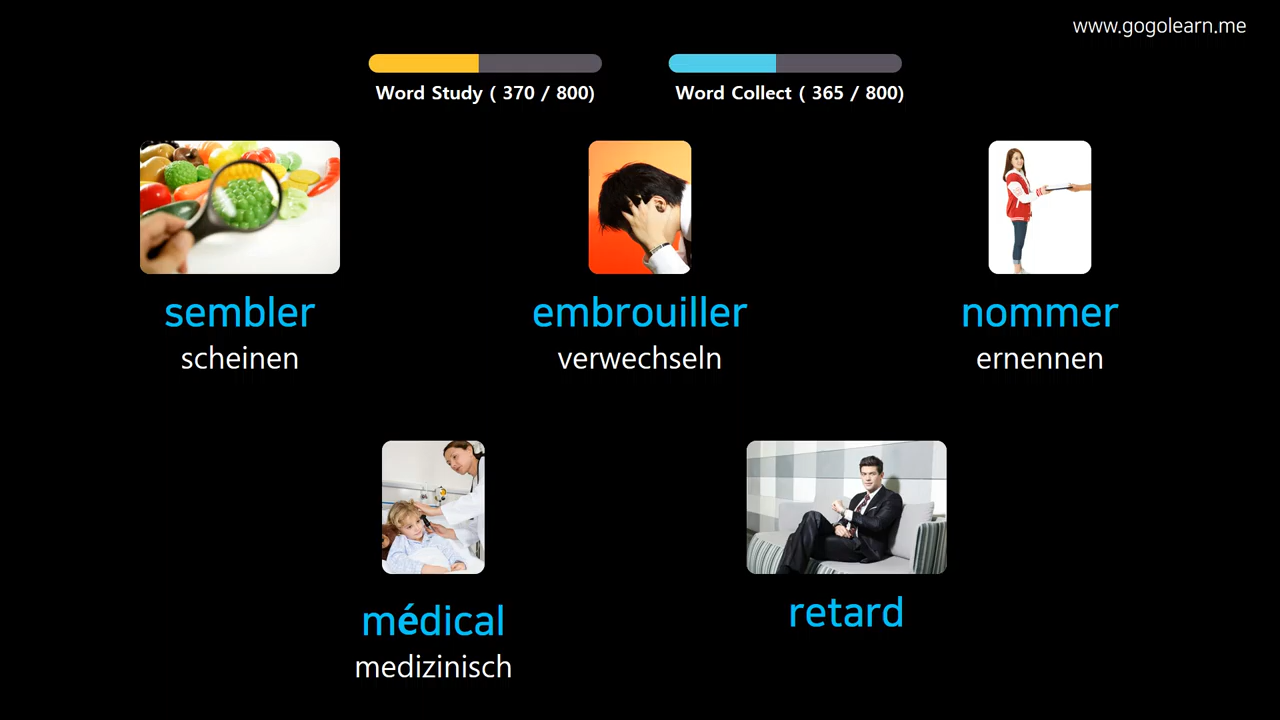 www.gogolearn.me
Word Study ( 370 / 800)
Word Collect ( 365 / 800)
sembler
scheinen
embrouiller
verwechseln
nommer
ernennen
médical
medizinisch
retard